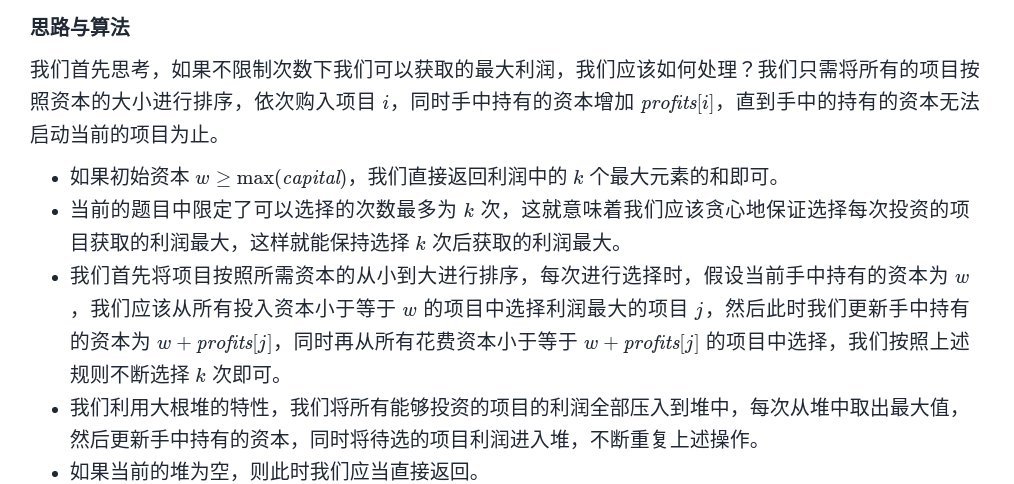 思路与算法
我们首先思考，如果不限制次数下我们可以获取的最大利润，我们应该如何处理？我们只需将所有的项目按
照资本的大小进行排序，依次购入项目 i，同时手中持有的资本增加 profits[i]，直到手中的持有的资本无法
启动当前的项目为止。
• 如果初始资本 w ≥ max(capital)，我们直接返回利润中的 k 个最大元素的和即可。
• 当前的题目中限定了可以选择的次数最多为 k 次，这就意味着我们应该贪心地保证选择每次投资的项
目获取的利润最大，这样就能保持选择 k 次后获取的利润最大。
• 我们首先将项目按照所需资本的从小到大进行排序，每次进行选择时，假设当前手中持有的资本为 w
，我们应该从所有投入资本小于等于 w 的项目中选择利润最大的项目 j，然后此时我们更新手中持有
的资本为 w + profits[j]，同时再从所有花费资本小于等于 w + profits[j] 的项目中选择，我们按照上述
规则不断选择 k 次即可。
• 我们利用大根堆的特性，我们将所有能够投资的项目的利润全部压入到堆中，每次从堆中取出最大值，
然后更新手中持有的资本，同时将待选的项目利润进入堆，不断重复上述操作。
• 如果当前的堆为空，则此时我们应当直接返回。